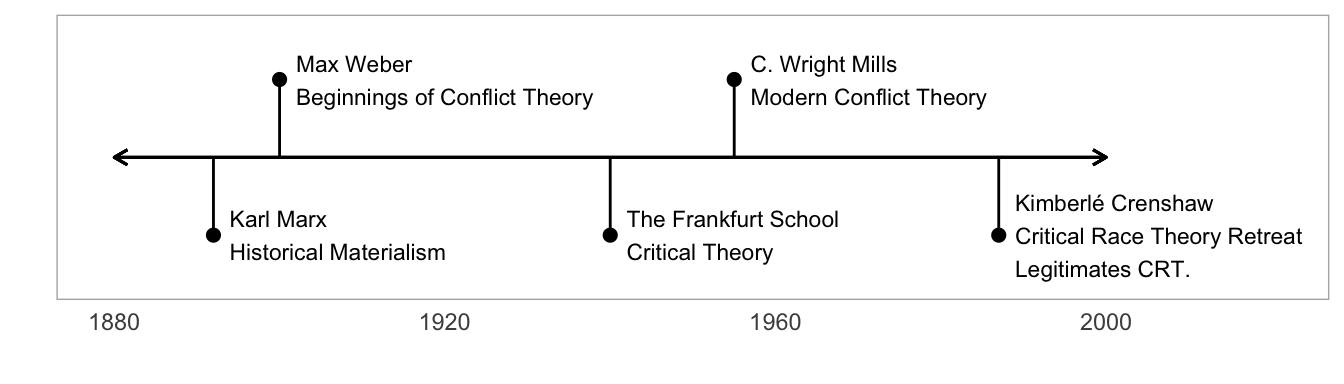 Max Weber
Beginnings of Conflict Theory
C. Wright Mills
Modern Conflict Theory
Karl Marx
Historical Materialism
The Frankfurt School
Critical Theory
Kimberlé Crenshaw
Critical Race Theory Retreat
Legitimates CRT.
1880
1920
1960
2000